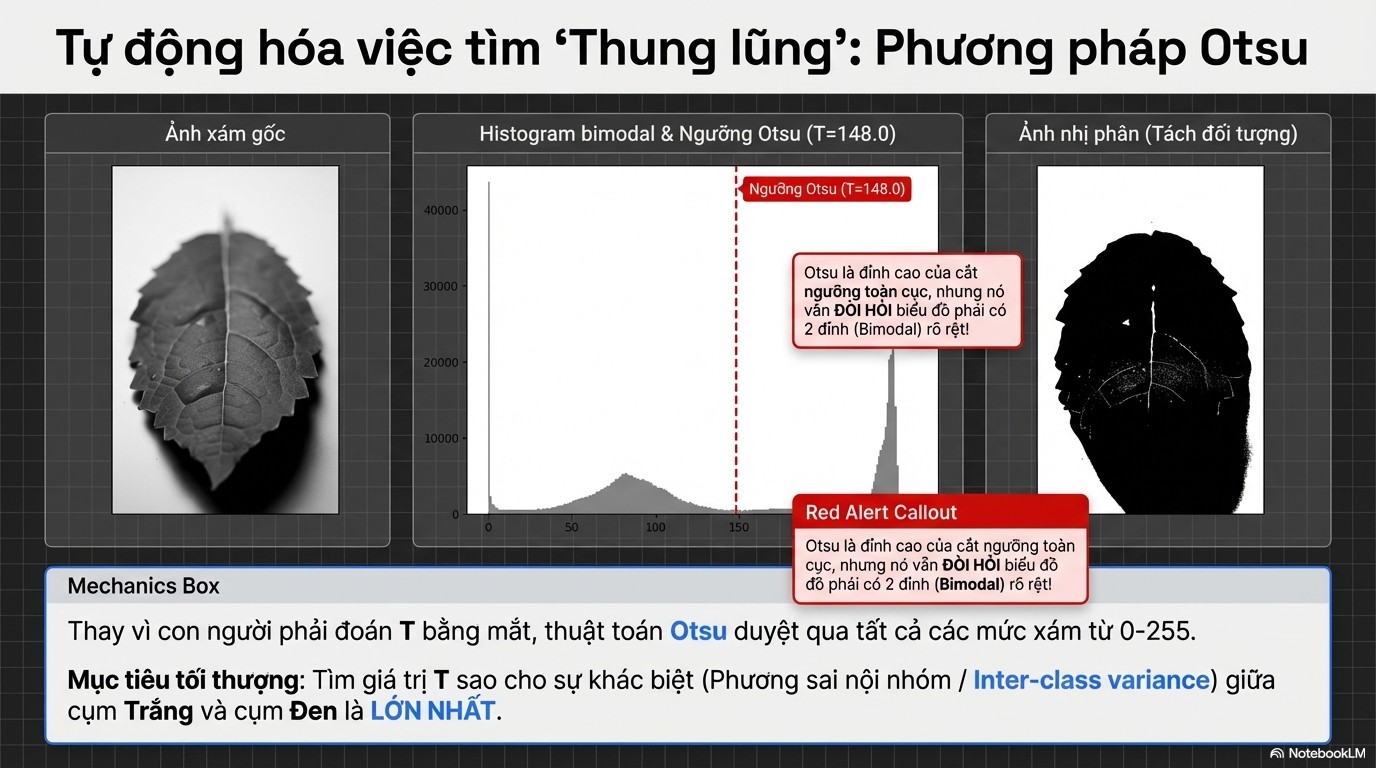 Tự động hóa việc tìm ‘Thung lũng’: Phương pháp Otsu
Ảnh xám gốc
Histogram bimodal & Ngưỡng Otsu (T=148.0)
Ngưỡng Otsu (T=148.0)
40000
30000
20000
10000
0
0
50
100
150
Otsu là đỉnh cao của cắt
ngưỡng toàn cục, nhưng nó
vẫn ĐÒI HỎI biểu đồ phải có
2 đỉnh (Bimodal) rõ rệt!
Ảnh nhị phân (Tách đối tượng)
Red Alert Callout
Otsu là đỉnh cao của cắt ngưỡng toàn
cục, nhưng nó vẫn ĐÒI HỎI biểu đồ
đồ phải có 2 đỉnh (Bimodal) rõ rệt!
Mechanics Box
Thay vì con người phải đoán T bằng mắt, thuật toán Otsu duyệt qua tất cả các mức xám từ 0-255.
Mục tiêu tối thượng: Tìm giá trị T sao cho sự khác biệt (Phương sai nội nhóm / Inter-class variance) giữa
cụm Trắng và cụm Đen là LỚN NHẤT.
NotebookLM